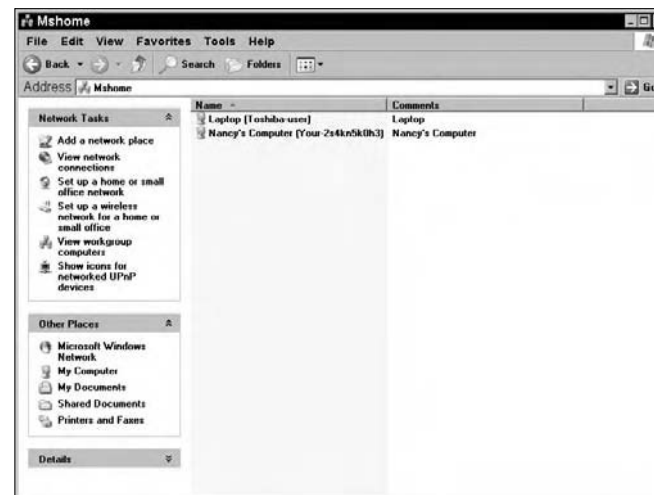 Mshome
File Edit View Favorites Tools Help
Back Search Folders
Address Mshome
Name Comments
Network Tasks
Laptop (Toshiba-user) Laptop
Nancy's Computer (Your-2s4kn5k0h3) Nancy's Computer
Add a network place
View network
connections
Set up a home or small
office network
Set up a wireless
network for a home or
small office
View workgroup
computers
Show icons for
networked UPnP
devices
Other Places
Microsoft Windows
Network
My Computer
My Documents
Shared Documents
Printers and Faxes
Details